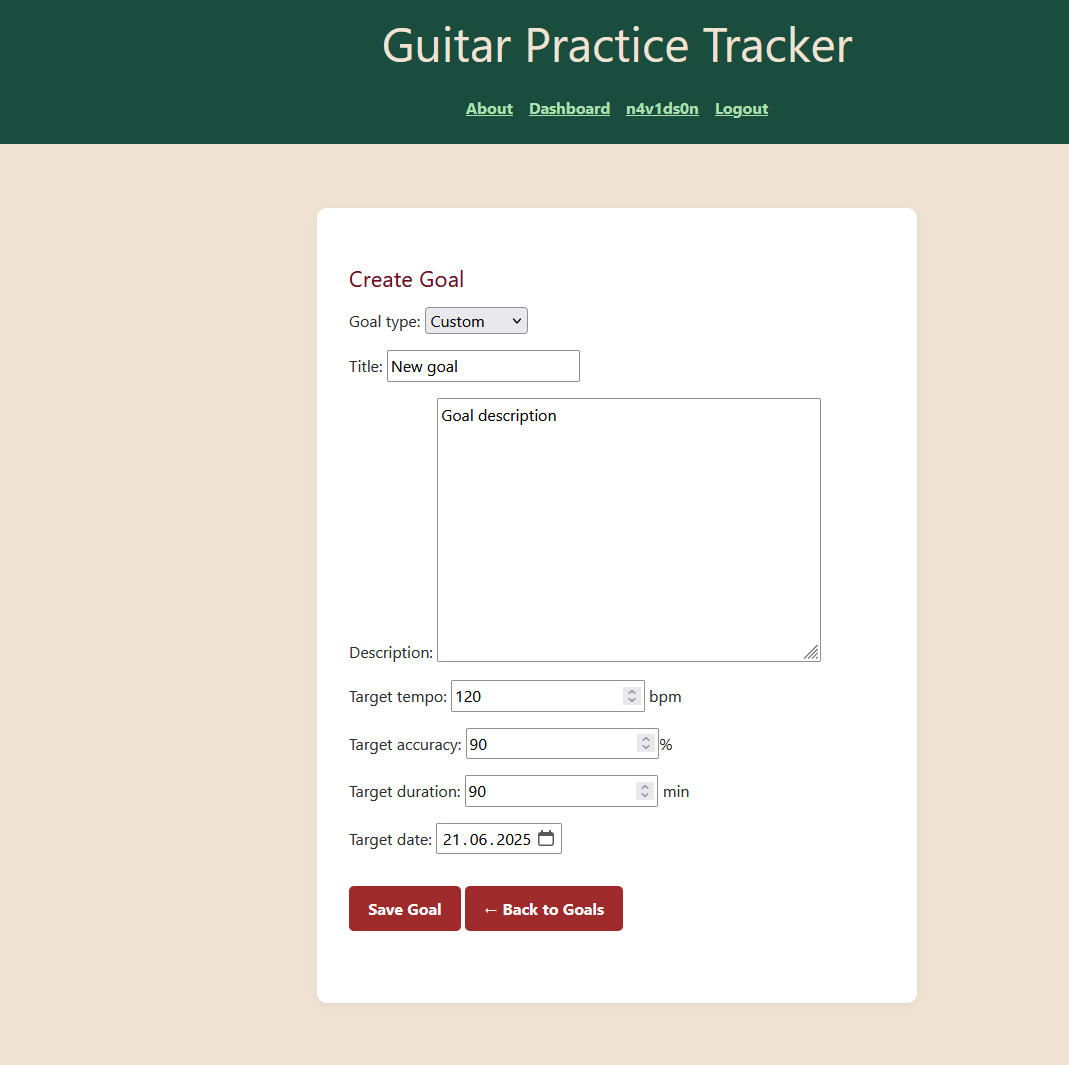 Guitar Practice Tracker
About Dashboard n4v1ds0n Logout
Create Goal
Goal type: Custom
Title: New goal
Goal description
Description:
Target tempo: 120 bpm
Target accuracy: 90 %
Target duration: 90 min
Target date: 21.06.2025
Save Goal ← Back to Goals